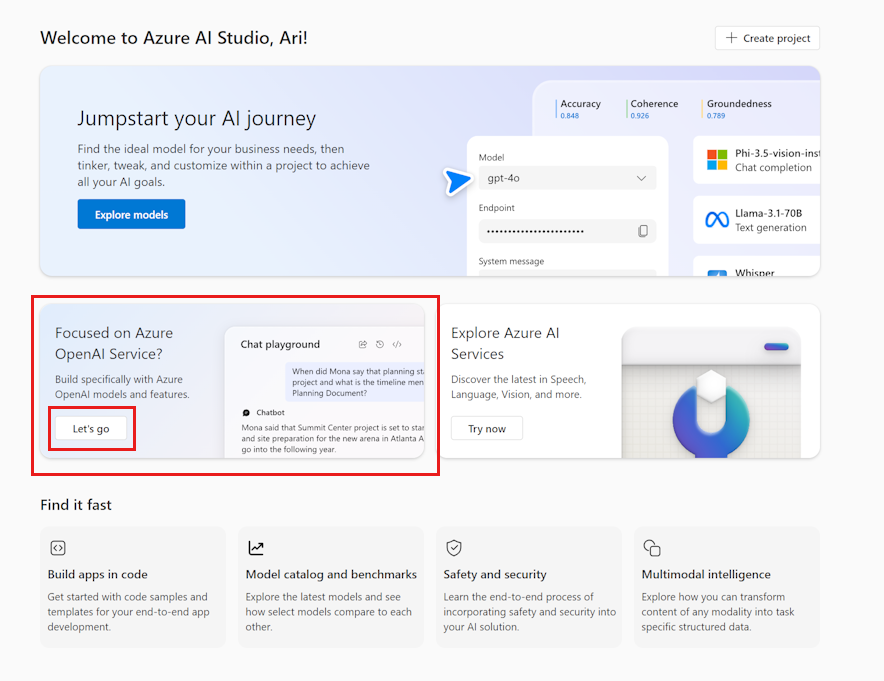 Welcome to Azure AI Studio, Ari!
Create project
Jumpstart your AI journey
Find the ideal model for your business needs, then
tinker, tweak, and customize within a project to achieve
all your AI goals.
Explore models
Accuracy
0.848
Coherence
0.926
Groundedness
0.789
Model
gpt-4o
Endpoint
System message
Phi-3.5-vision-inst
Chat completion
Llama-3.1-70B
Text generation
Whisper
Focused on Azure
OpenAI Service?
Build specifically with Azure
OpenAI models and features.
Let's go
Chat playground
When did Mona say that planning sta
project and what is the timeline men
Planning Document?
Chatbot
Mona said that Summit Center project is set to star
and site preparation for the new arena in Atlanta A
go into the following year.
Explore Azure AI
Services
Discover the latest in Speech,
Language, Vision, and more.
Try now
Find it fast
Build apps in code
Get started with code samples and
templates for your end-to-end app
development.
Model catalog and benchmarks
Explore the latest models and see
how select models compare to each
other.
Safety and security
Learn the end-to-end process of
incorporating safety and security into
your AI solution.
Multimodal intelligence
Explore how you can transform
content of any modality into task
specific structured data.